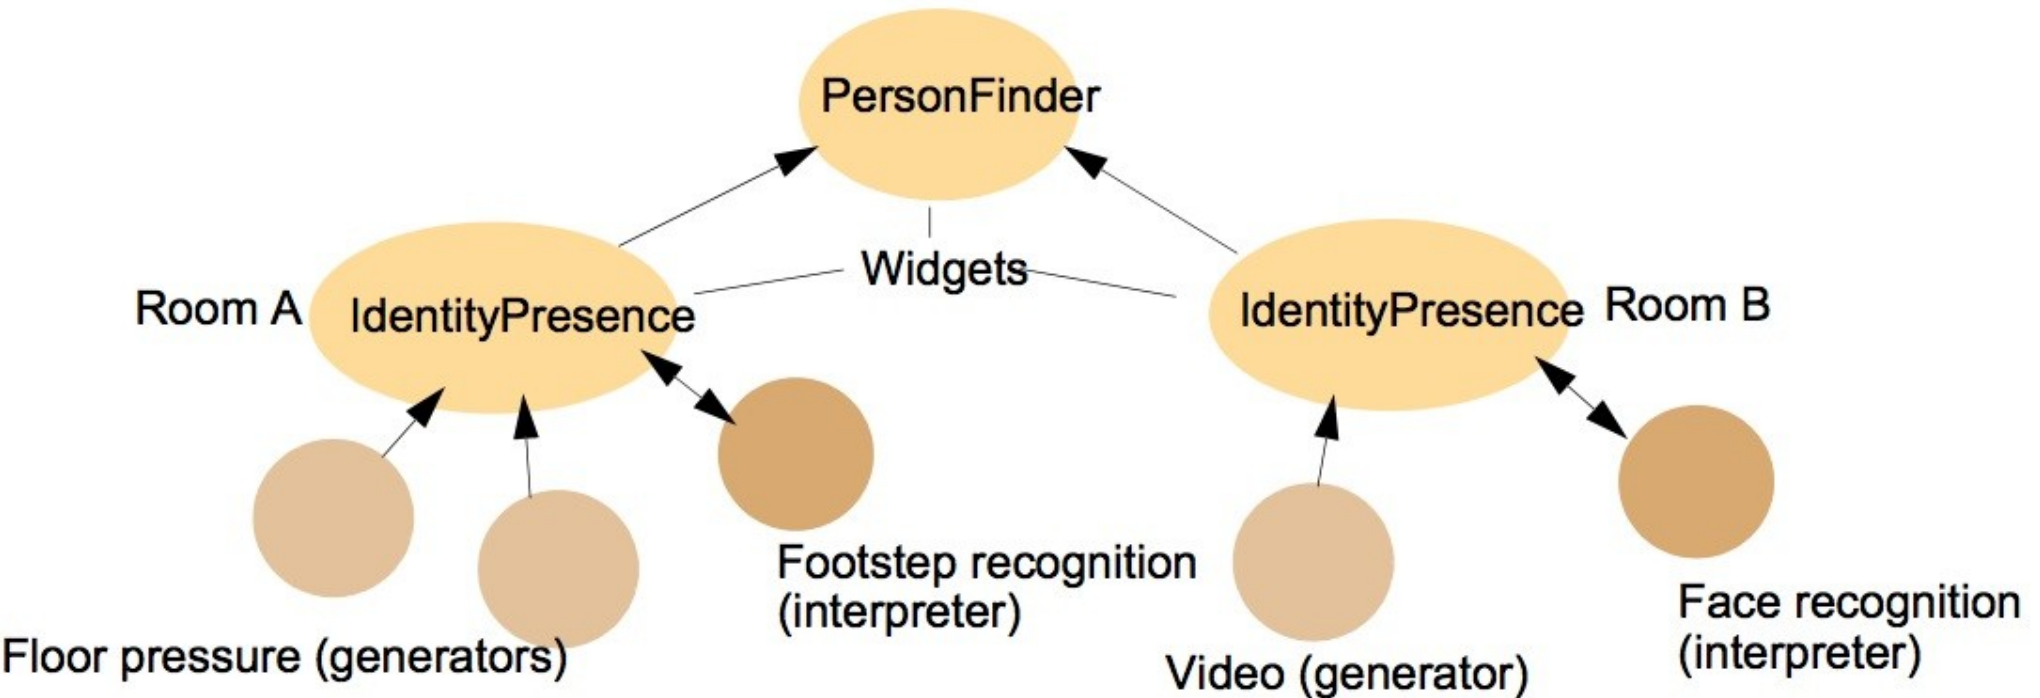 PersonFinder
Widgets
Room A
IdentityPresence
IdentityPresence
Room B
Footstep recognition
(interpreter)
Floor pressure (generators)
Video (generator)
Face recognition
(interpreter)